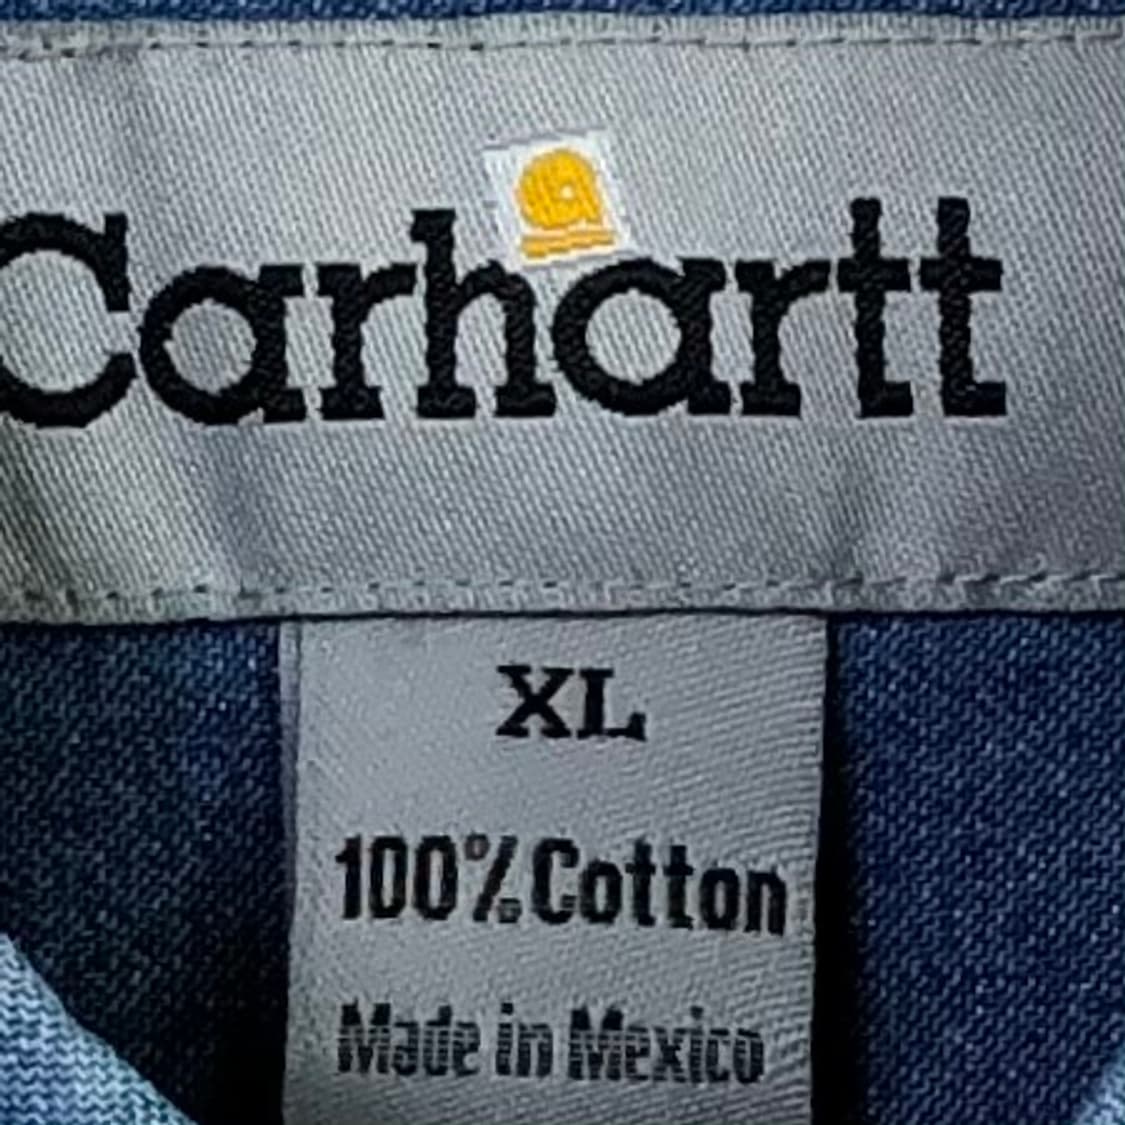 Carhartt
XL
100% Cotton
Made in Mexico